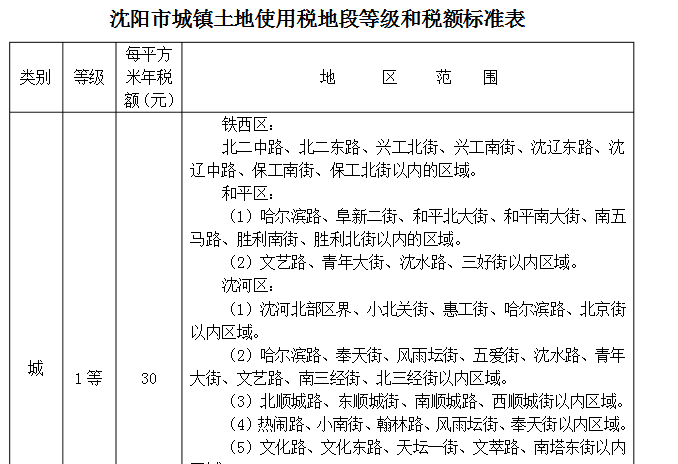 沈阳市城镇土地使用税地段等级和税额标准表
类别 等级 每平方米年税额(元) 地 区 范 围
城 1等 30
铁西区：
北二中路、北二东路、兴工北街、兴工南街、沈辽东路、沈
辽中路、保工南街、保工北街以内的区域。
和平区：
（1）哈尔滨路、阜新二街、和平北大街、和平南大街、南五
马路、胜利南街、胜利北街以内的区域。
（2）文艺路、青年大街、沈水路、三好街以内区域。
沈河区：
（1）沈河北部区界、小北关街、惠工街、哈尔滨路、北京街
以内区域。
（2）哈尔滨路、奉天街、风雨坛街、五爱街、沈水路、青年
大街、文艺路、南三经街、北三经街以内区域。
（3）北顺城路、东顺城街、南顺城路、西顺城街以内区域。
（4）热闹路、小南街、翰林路、风雨坛街、奉天街以内区域。
（5）文化路、文化东路、天坛一街、文萃路、南塔东街以内